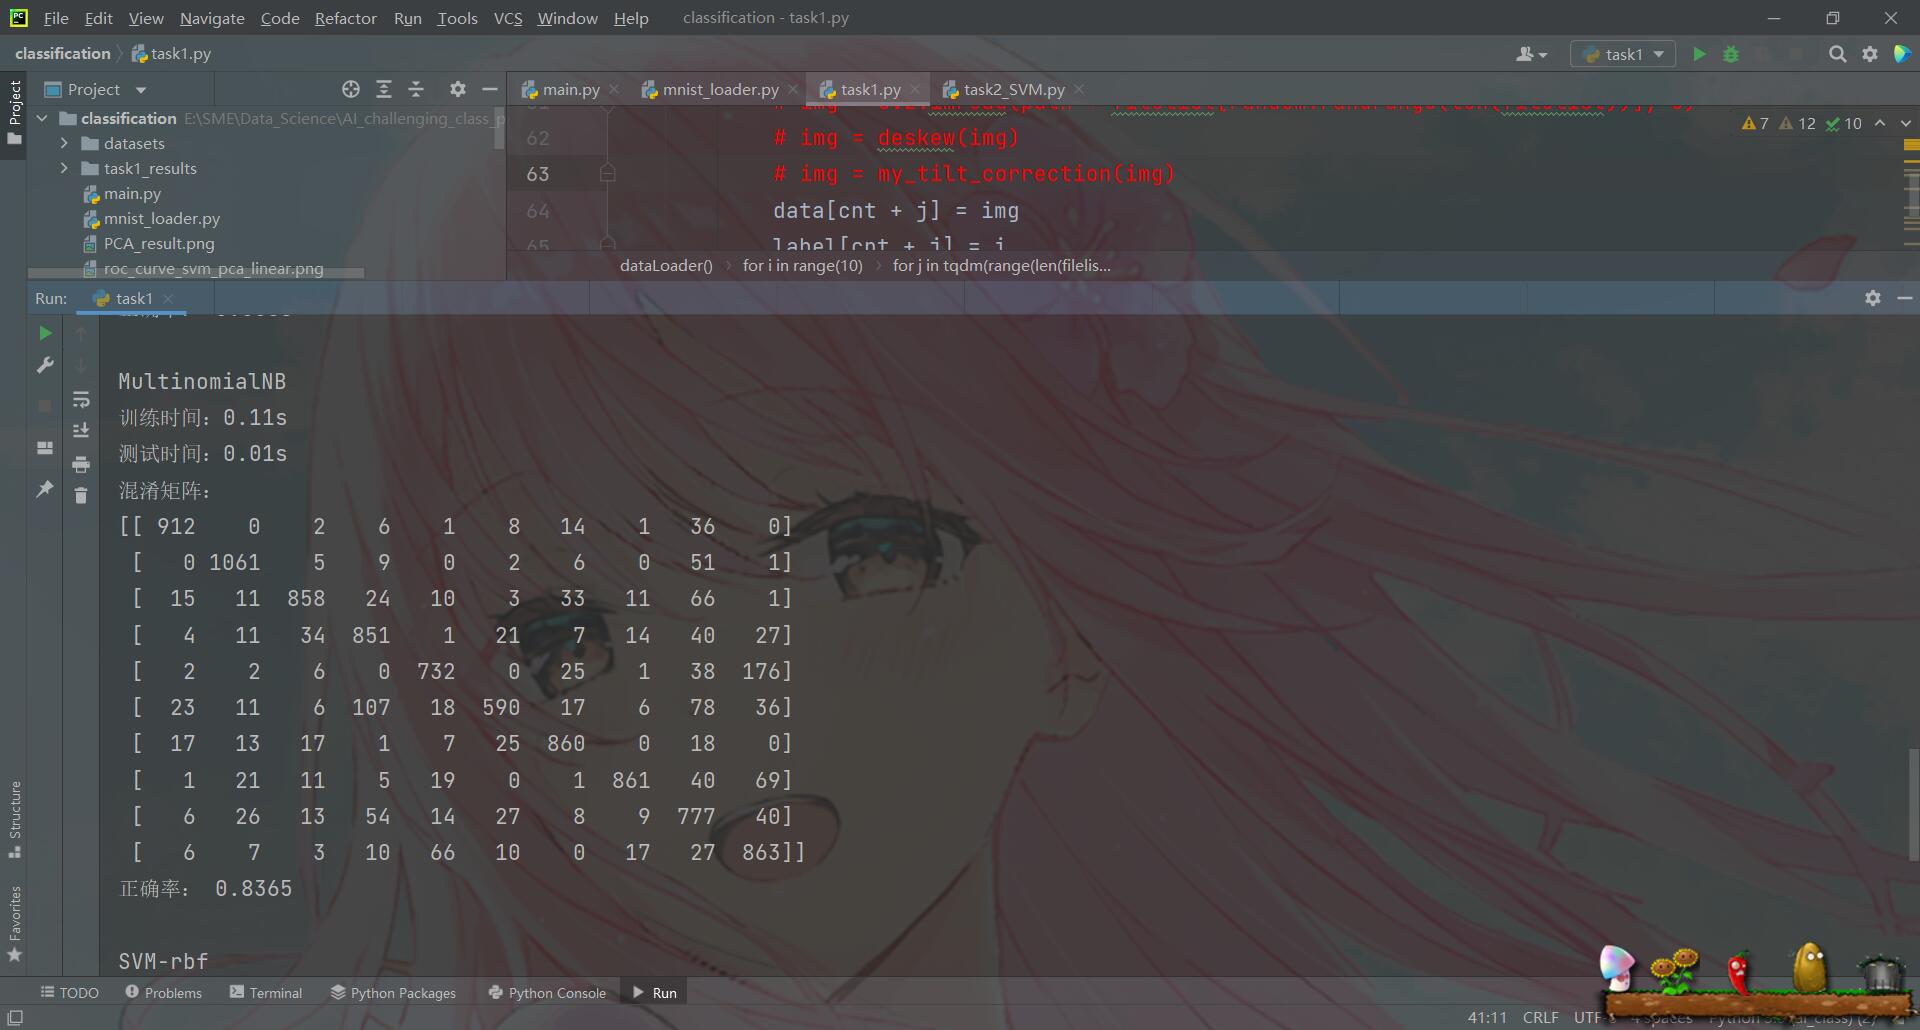 File Edit View Navigate Code Refactor Run Tools VCS Window Help classification - task1.py
classification task1.py task1
Project
Project
main.py mnist_loader.py task1.py task2_SVM.py
classification E:\SME\Data_Science\AI_challenging_class_p
datasets
task1_results
main.py
mnist_loader.py
PCA_result.png
roc_curve_svm_pca_linear.png
7 12 10
62 # img = deskew(img)
63 # img = my_tilt_correction(img)
64 data[cnt + j] = img
65 label[cnt + j] = i
dataLoader() for i in range(10) for j in tqdm(range(len(filelis...
Run: task1
MultinomialNB
训练时间：0.11s
测试时间：0.01s
混淆矩阵：
[[ 912 0 2 6 1 8 14 1 36 0]
[ 0 1061 5 9 0 2 6 0 51 1]
[ 15 11 858 24 10 3 33 11 66 1]
[ 4 11 34 851 1 21 7 14 40 27]
[ 2 2 6 0 732 0 25 1 38 176]
[ 23 11 6 107 18 590 17 6 78 36]
[ 17 13 17 1 7 25 860 0 18 0]
[ 1 21 11 5 19 0 1 861 40 69]
[ 6 26 13 54 14 27 8 9 777 40]
[ 6 7 3 10 66 10 0 17 27 863]]
正确率： 0.8365
SVM-rbf
Structure
Favorites
TODO Problems Terminal Python Packages Python Console Run
41:11 CRLF UTF-